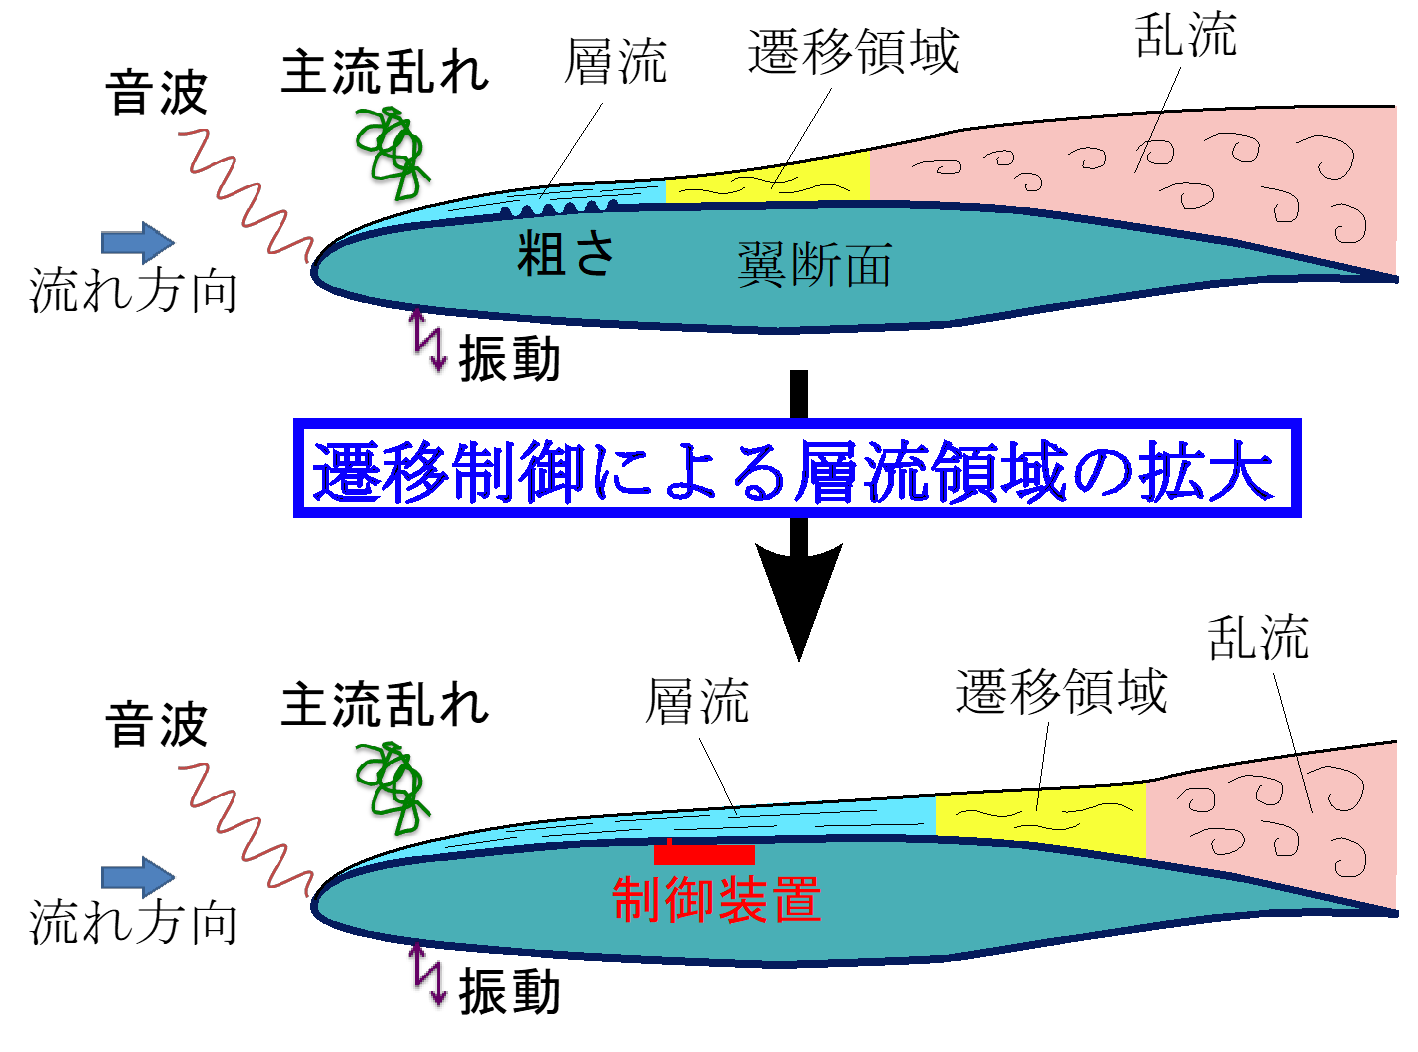 乱流
遷移領域
層流
主流乱れ
音波
粗さ
翼断面
流れ方向
振動
遷移制御による層流領域の拡大
乱流
遷移領域
層流
主流乱れ
音波
制御装置
流れ方向
振動